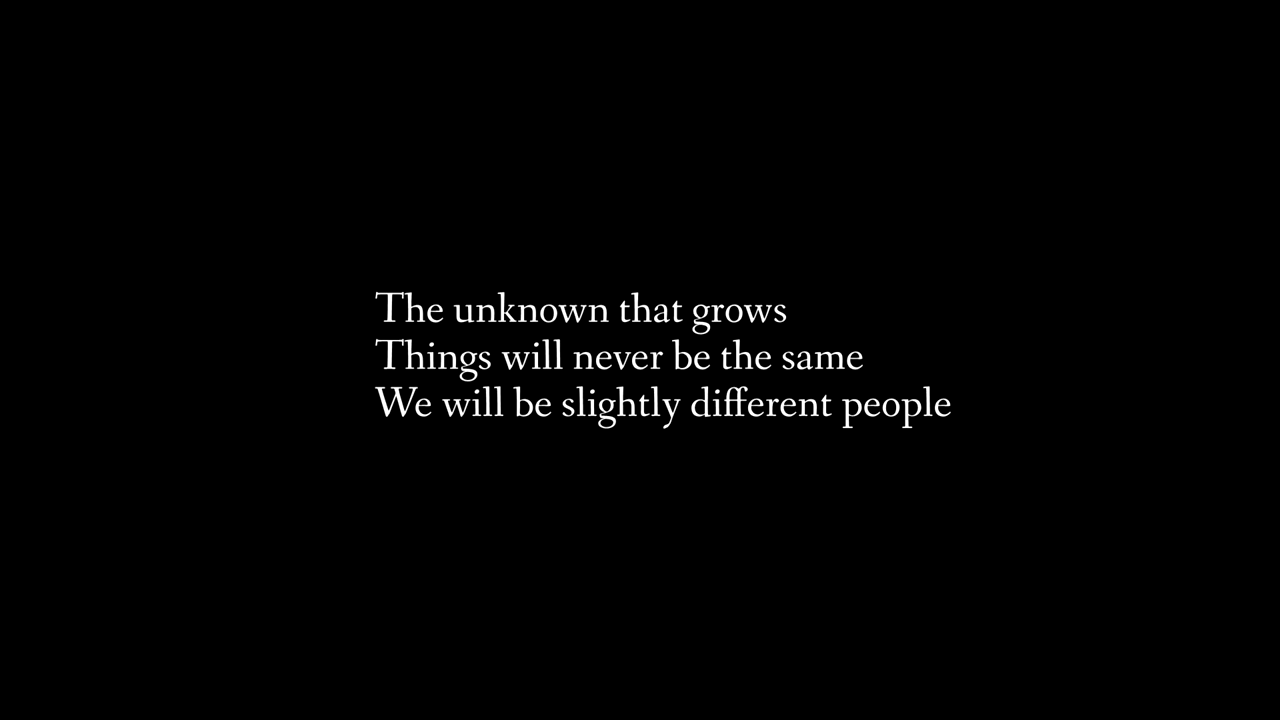 The unknown that grows
Things will never be the same
We will be slightly different people